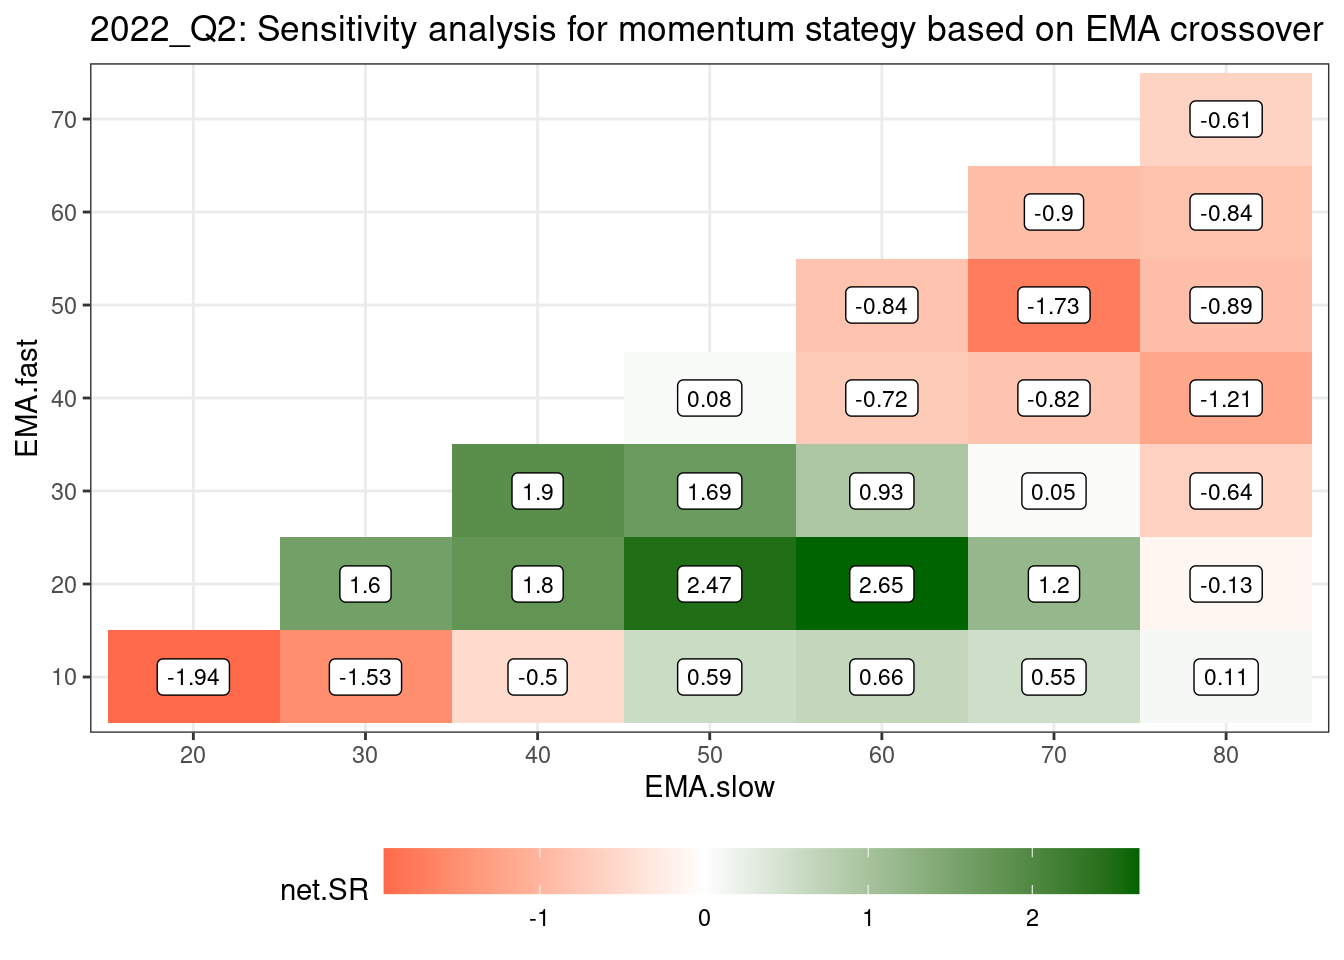 2022_Q2: Sensitivity analysis for momentum stategy based on EMA crossover
EMA.fast
70 -0.61
60 -0.9 -0.84
50 -0.84 -1.73 -0.89
40 0.08 -0.72 -0.82 -1.21
30 1.9 1.69 0.93 0.05 -0.64
20 1.6 1.8 2.47 2.65 1.2 -0.13
10 -1.94 -1.53 -0.5 0.59 0.66 0.55 0.11
20 30 40 50 60 70 80
EMA.slow
net.SR
-1 0 1 2